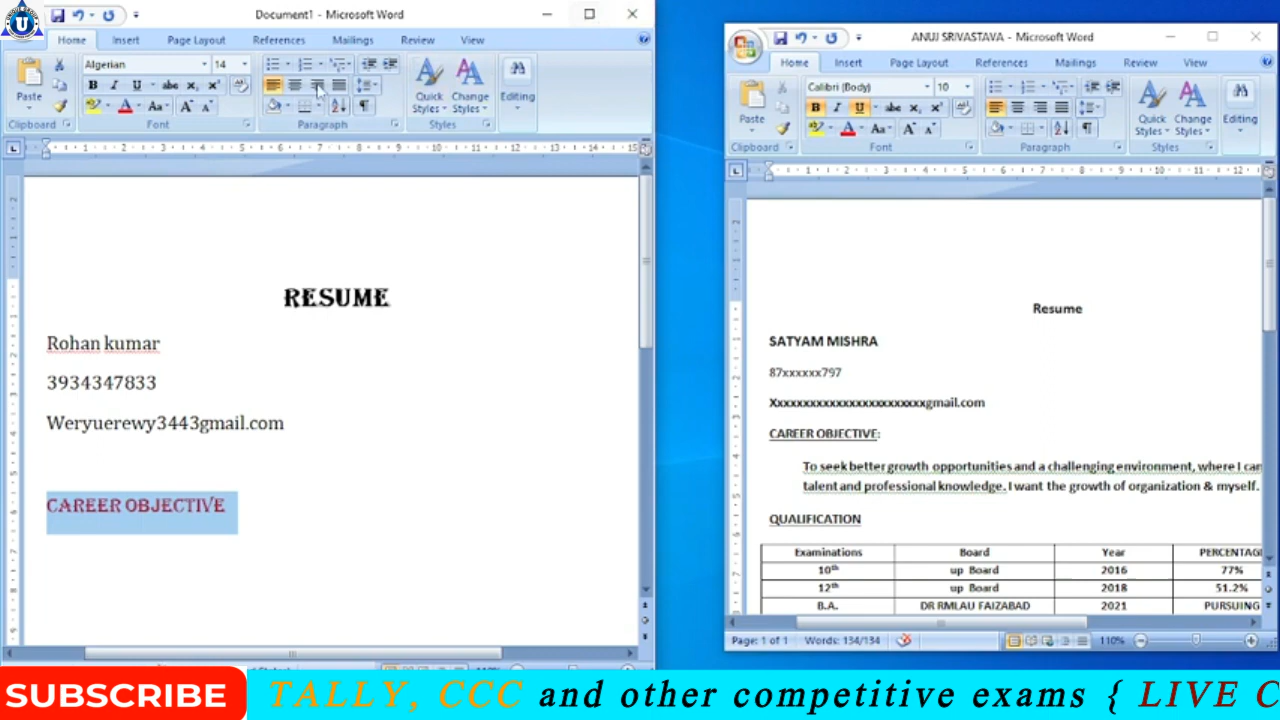 Document1 - Microsoft Word
Home Insert Page Layout References Mailings Review View
Algerian 14
Paste Quick Styles Change Styles Editing
Clipboard Font Paragraph Styles
RESUME
Rohan kumar
3934347833
Weryuerewy3443gmail.com
CAREER OBJECTIVE
ANUJ SRIVASTAVA - Microsoft Word
Home Insert Page Layout References Mailings Review View
Calibri (Body) 10
Paste Quick Styles Change Styles Editing
Clipboard Font Paragraph Styles
Resume
SATYAM MISHRA
87xxxxxx797
CAREER OBJECTIVE:
To seek better growth opportunities and a challenging environment, where I can
talent and professional knowledge. I want the growth of organization & myself.
QUALIFICATION
Examinations Board Year PERCENTAG
10th up Board 2016 77%
12th up Board 2018 51.2%
B.A. DR RMLAU FAIZABAD 2021 PURSUING
Page: 1 of 1 Words: 134/134 110%
SUBSCRIBE TALLY, CCC and other competitive exams { LIVE C